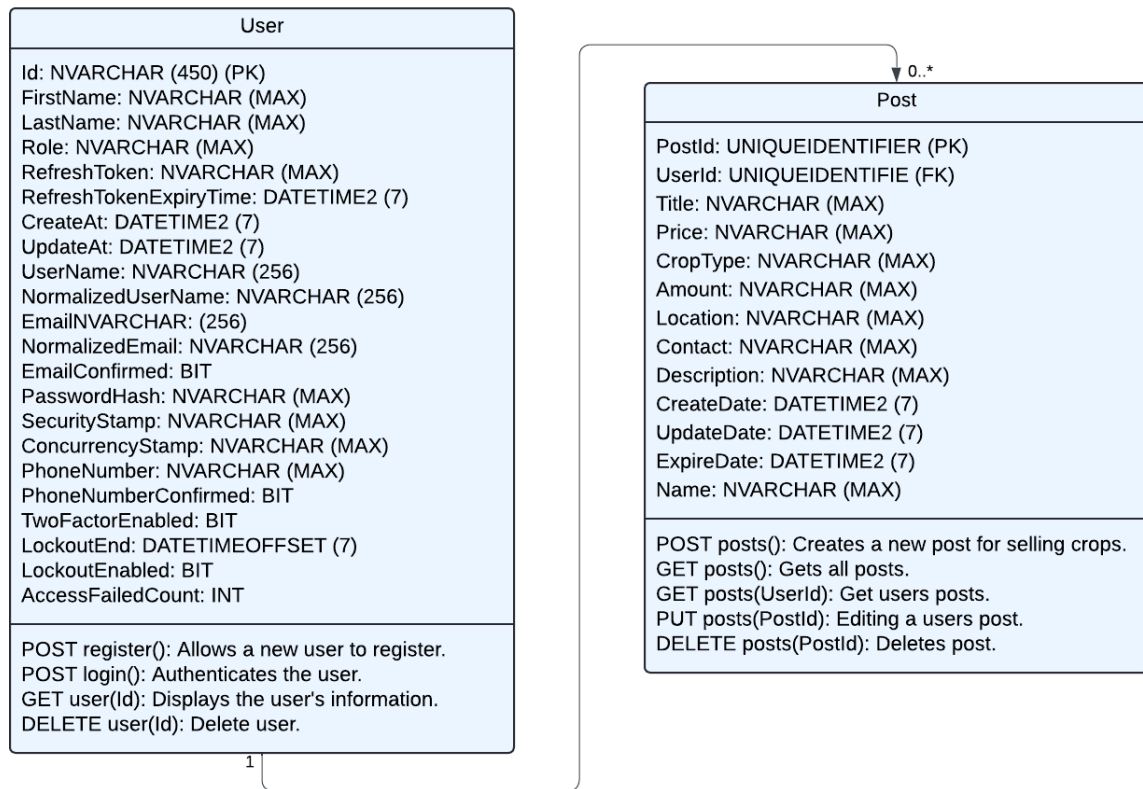 User
Id: NVARCHAR (450) (PK)
FirstName: NVARCHAR (MAX)
LastName: NVARCHAR (MAX)
Role: NVARCHAR (MAX)
RefreshToken: NVARCHAR (MAX)
RefreshTokenExpiryTime: DATETIME2 (7)
CreateAt: DATETIME2 (7)
UpdateAt: DATETIME2 (7)
UserName: NVARCHAR (256)
NormalizedUserName: NVARCHAR (256)
EmailNVARCHAR: (256)
NormalizedEmail: NVARCHAR (256)
EmailConfirmed: BIT
PasswordHash: NVARCHAR (MAX)
SecurityStamp: NVARCHAR (MAX)
ConcurrencyStamp: NVARCHAR (MAX)
PhoneNumber: NVARCHAR (MAX)
PhoneNumberConfirmed: BIT
TwoFactorEnabled: BIT
LockoutEnd: DATETIMEOFFSET (7)
LockoutEnabled: BIT
AccessFailedCount: INT
POST register(): Allows a new user to register.
POST login(): Authenticates the user.
GET user(Id): Displays the user's information.
DELETE user(Id): Delete user.
1
0..*
Post
PostId: UNIQUEIDENTIFIER (PK)
UserId: UNIQUEIDENTIFIE (FK)
Title: NVARCHAR (MAX)
Price: NVARCHAR (MAX)
CropType: NVARCHAR (MAX)
Amount: NVARCHAR (MAX)
Location: NVARCHAR (MAX)
Contact: NVARCHAR (MAX)
Description: NVARCHAR (MAX)
CreateDate: DATETIME2 (7)
UpdateDate: DATETIME2 (7)
ExpireDate: DATETIME2 (7)
Name: NVARCHAR (MAX)
POST posts(): Creates a new post for selling crops.
GET posts(): Gets all posts.
GET posts(UserId): Get users posts.
PUT posts(PostId): Editing a users post.
DELETE posts(PostId): Deletes post.